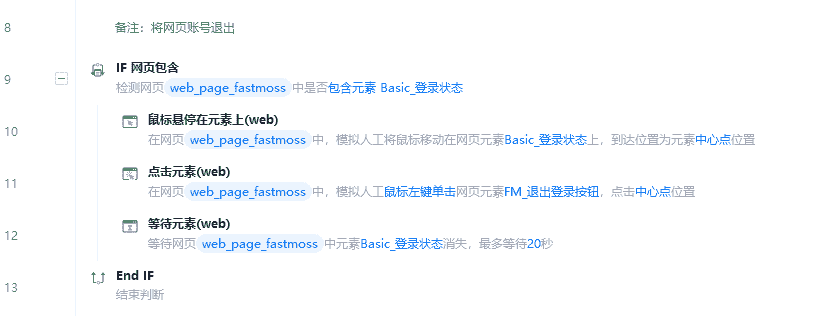 8
备注：将网页账号退出
9
IF 网页包含
检测网页 web_page_fastmoss 中是否包含元素 Basic_登录状态
10
鼠标悬停在元素上(web)
在网页 web_page_fastmoss 中，模拟人工将鼠标移动在网页元素Basic_登录状态上，到达位置为元素中心点位置
11
点击元素(web)
在网页 web_page_fastmoss 中，模拟人工鼠标左键单击网页元素FM_退出登录按钮，点击中心点位置
12
等待元素(web)
等待网页 web_page_fastmoss 中元素Basic_登录状态消失，最多等待20秒
13
End IF
结束判断